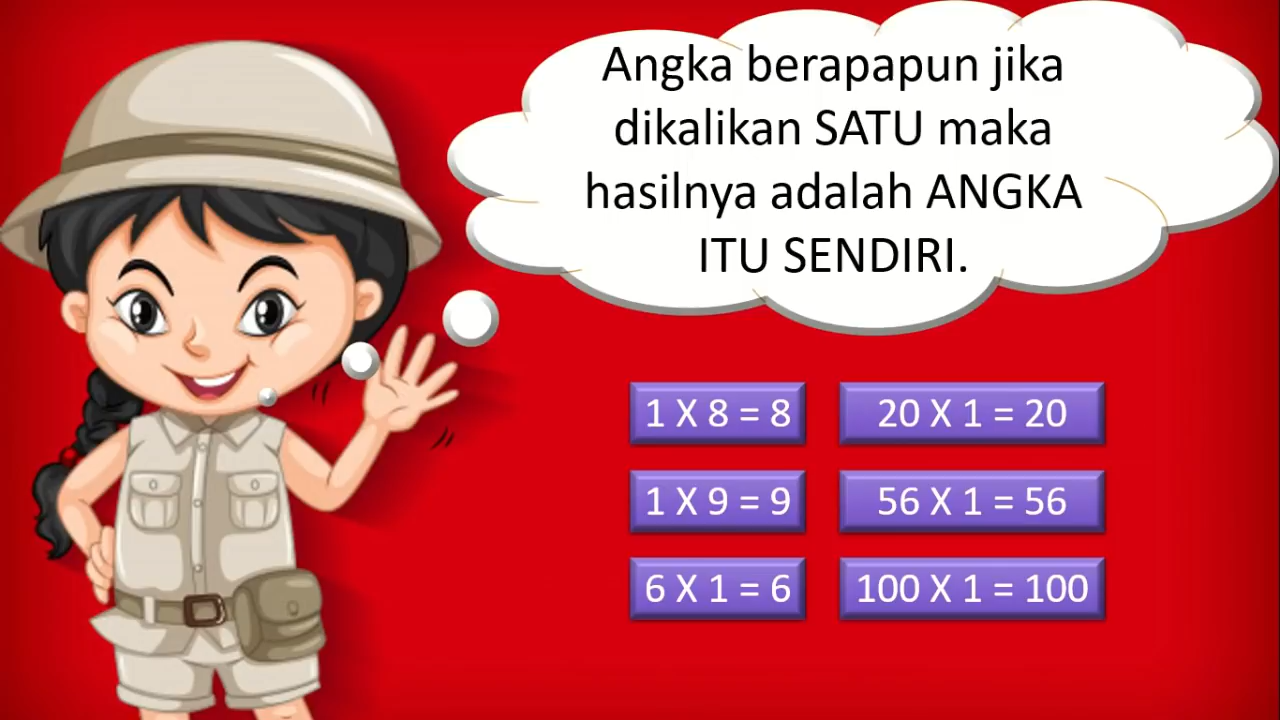 Angka berapapun jika
dikalikan SATU maka
hasilnya adalah ANGKA
ITU SENDIRI.
1 X 8 = 8
20 X 1 = 20
1 X 9 = 9
56 X 1 = 56
6 X 1 = 6
100 X 1 = 100